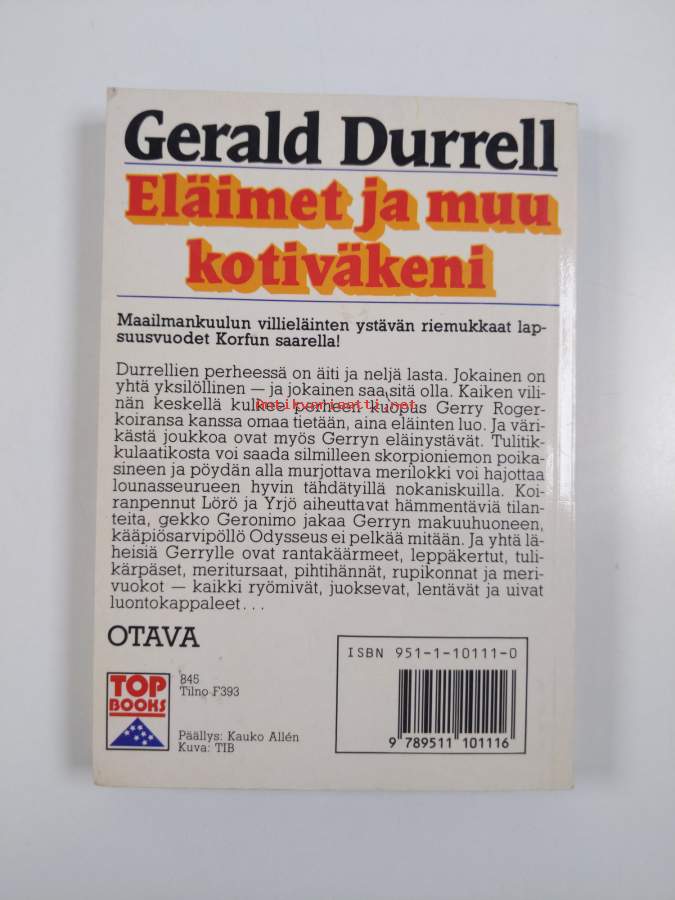 Gerald Durrell
Eläimet ja muu
kotiväkeni
Maailmankuulun villieläinten ystävän riemukkaat lap-
suusvuodet Korfun saarella!
Durrellien perheessä on äiti ja neljä lasta. Jokainen on
yhtä yksilöllinen — ja jokainen saa sitä olla. Kaiken vili-
nän keskellä kulkee perheen kuopus Gerry Roger-
antikvariaatti.net
koiransa kanssa omaa tietään, aina eläinten luo. Ja väri-
kästä joukkoa ovat myös Gerryn eläinystävät. Tulitik-
kulaatikosta voi saada silmilleen skorpioniemon poika-
sineen ja pöydän alla murjottava merilokki voi hajottaa
lounasseurueen hyvin tähdätyillä nokaniskuilla. Koi-
ranpennut Lörö ja Yrjö aiheuttavat hämmentäviä tilan-
teita, gekko Geronimo jakaa Gerryn makuuhuoneen,
kääpiösarvipöllö Odysseus ei pelkää mitään. Ja yhtä lä-
heisiä Gerrylle ovat rantakäärmeet, leppäkertut, tuli-
kärpäset, meritursaat, pihtihännät, rupikonnat ja meri-
vuokot — kaikki ryömivät, juoksevat, lentävät ja uivat
luontokappaleet...
OTAVA
TOP
BOOKS
845
Tilno F393
Päällys: Kauko Allén
Kuva: TIB
ISBN 951-1-10111-0
9 789511 101116